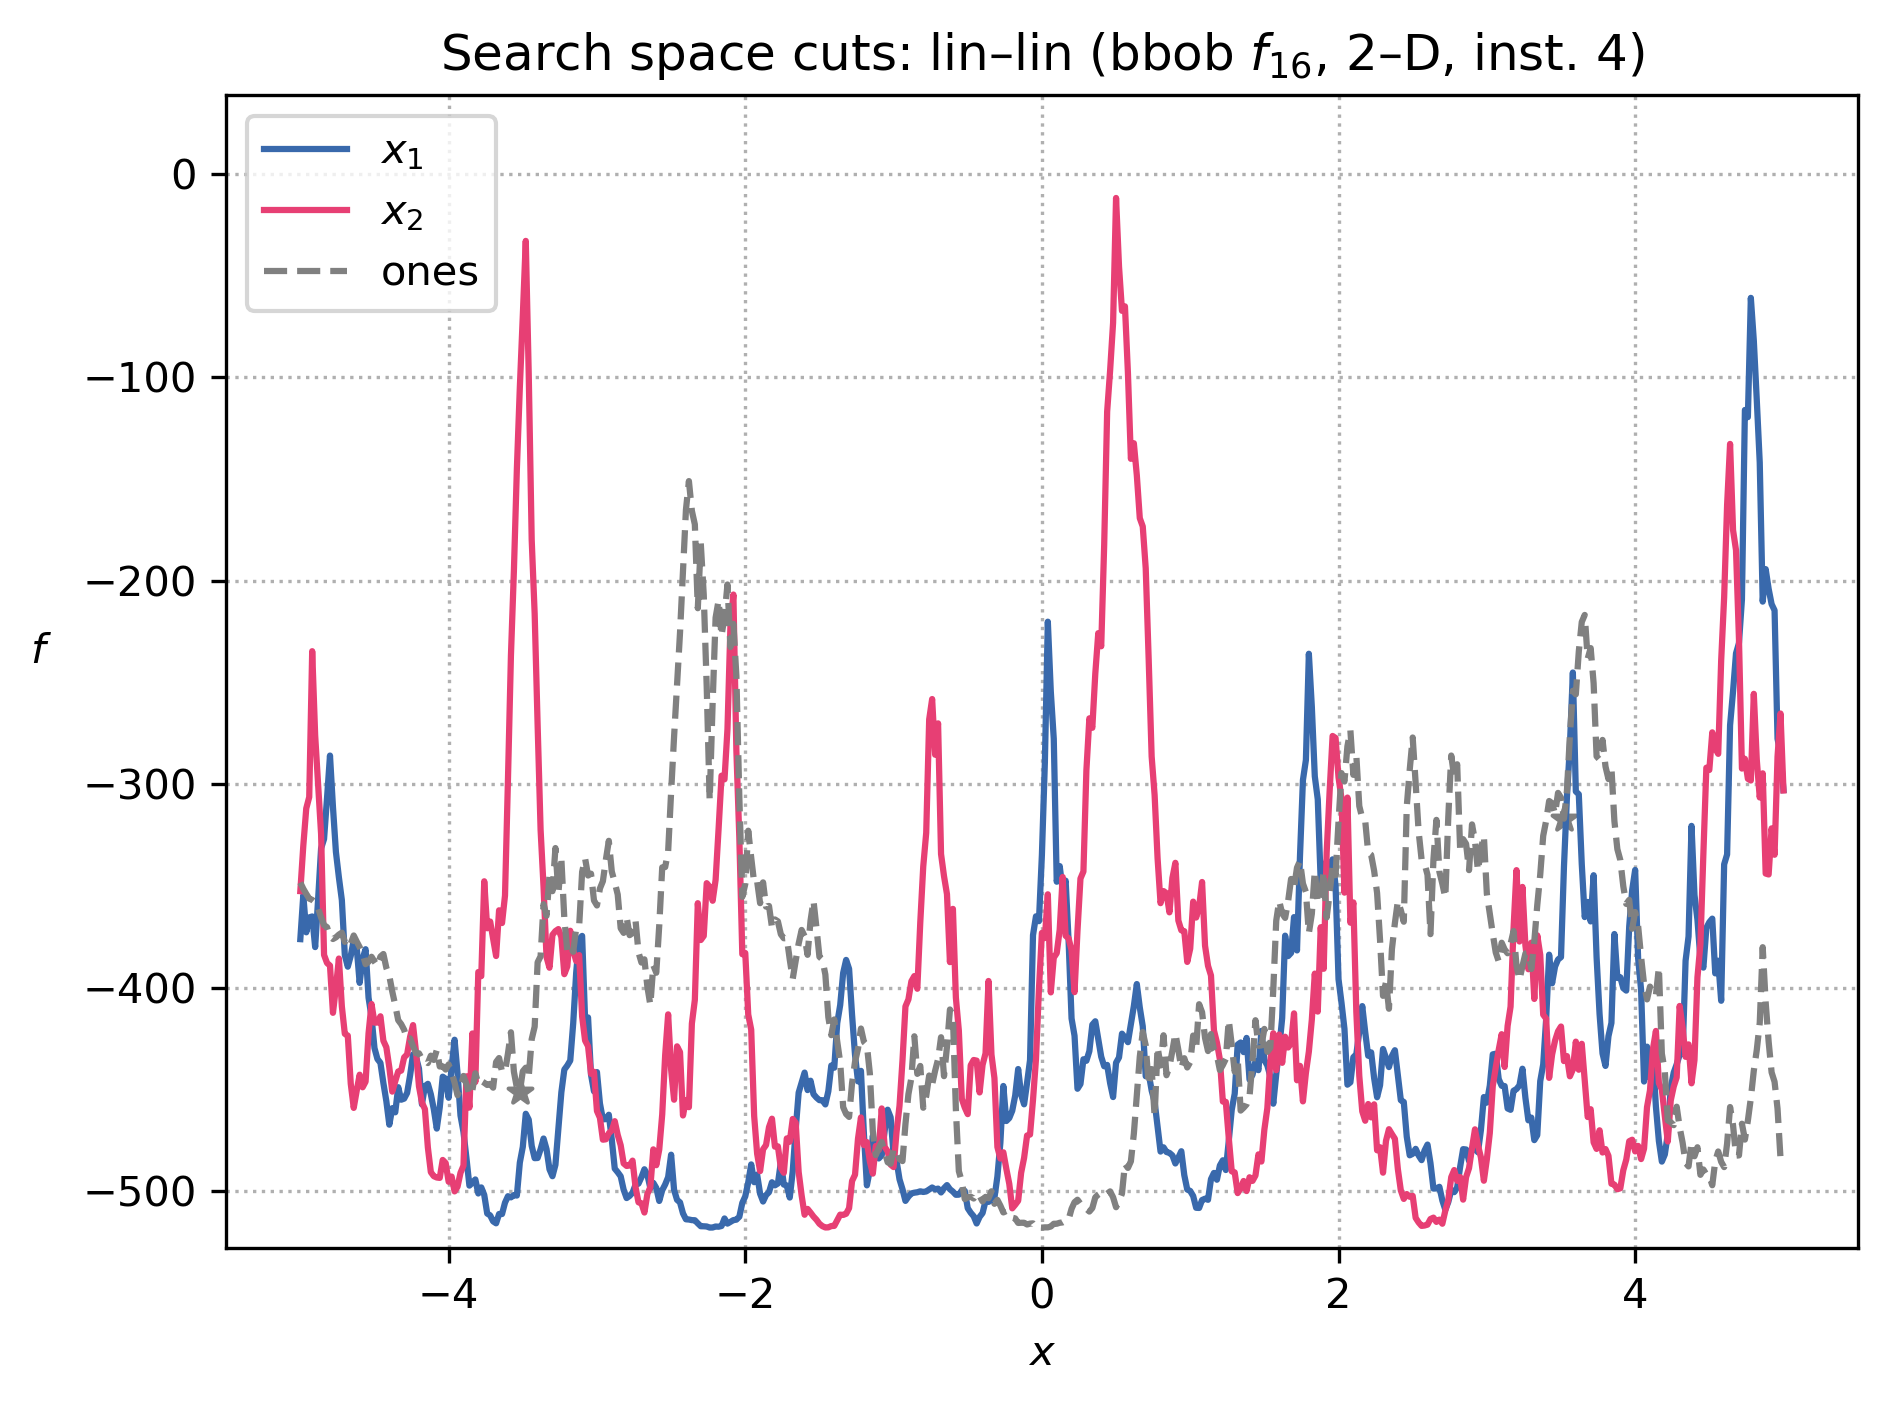 Search space cuts: lin–lin (bbob f₁₆, 2–D, inst. 4)
x₁
x₂
ones
0
−100
−200
−300
−400
−500
f
−4
−2
0
2
4
x